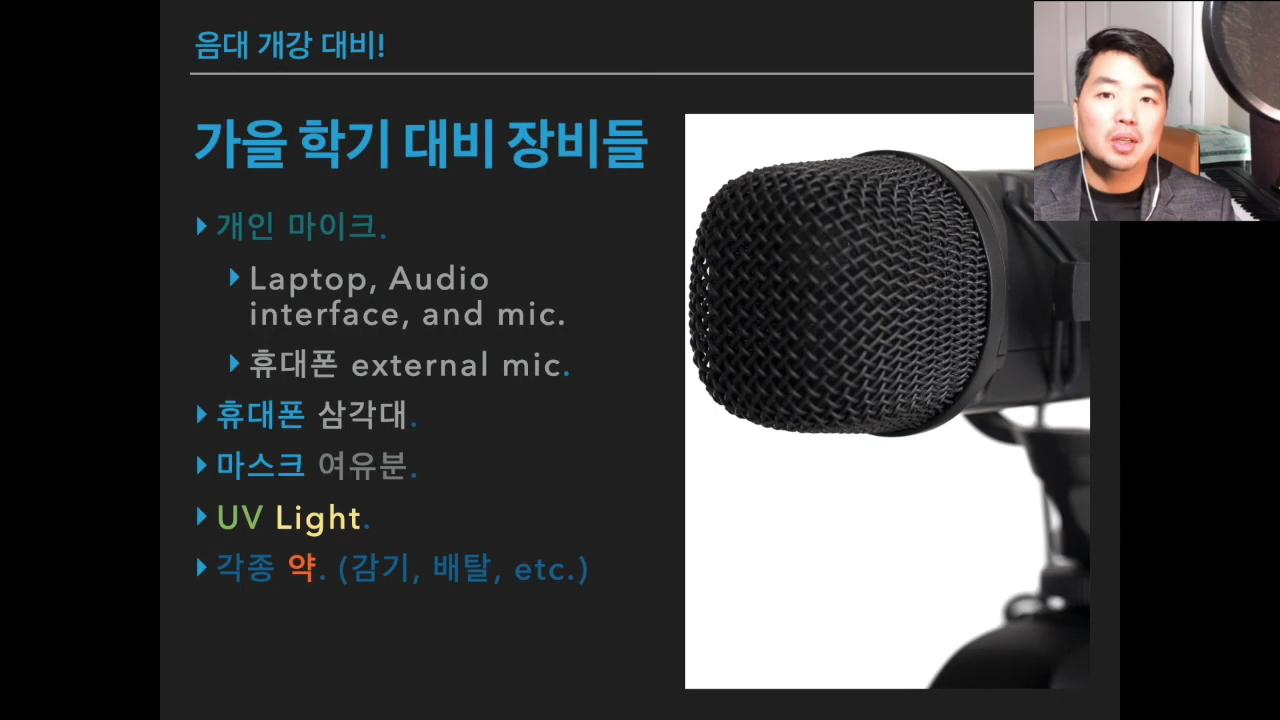 음대 개강 대비!
가을 학기 대비 장비들
개인 마이크.
Laptop, Audio
interface, and mic.
휴대폰 external mic.
휴대폰 삼각대.
마스크 여유분.
UV Light.
각종 약. (감기, 배탈, etc.)